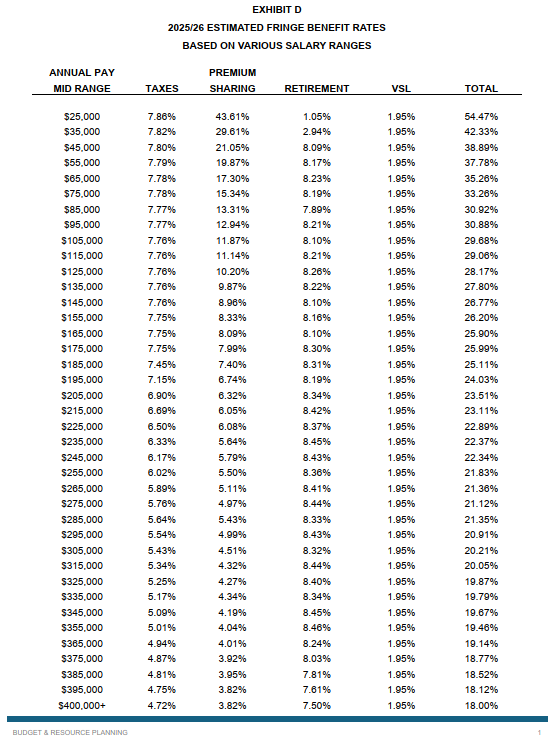 EXHIBIT D
2025/26 ESTIMATED FRINGE BENEFIT RATES
BASED ON VARIOUS SALARY RANGES
ANNUAL PAY PREMIUM
MID RANGE TAXES SHARING RETIREMENT VSL TOTAL
$25,000 7.86% 43.61% 1.05% 1.95% 54.47%
$35,000 7.82% 29.61% 2.94% 1.95% 42.33%
$45,000 7.80% 21.05% 8.09% 1.95% 38.89%
$55,000 7.79% 19.87% 8.17% 1.95% 37.78%
$65,000 7.78% 17.30% 8.23% 1.95% 35.26%
$75,000 7.78% 15.34% 8.19% 1.95% 33.26%
$85,000 7.77% 13.31% 7.89% 1.95% 30.92%
$95,000 7.77% 12.94% 8.21% 1.95% 30.88%
$105,000 7.76% 11.87% 8.10% 1.95% 29.68%
$115,000 7.76% 11.14% 8.21% 1.95% 29.06%
$125,000 7.76% 10.20% 8.26% 1.95% 28.17%
$135,000 7.76% 9.87% 8.22% 1.95% 27.80%
$145,000 7.76% 8.96% 8.10% 1.95% 26.77%
$155,000 7.75% 8.33% 8.16% 1.95% 26.20%
$165,000 7.75% 8.09% 8.10% 1.95% 25.90%
$175,000 7.75% 7.99% 8.30% 1.95% 25.99%
$185,000 7.45% 7.40% 8.31% 1.95% 25.11%
$195,000 7.15% 6.74% 8.19% 1.95% 24.03%
$205,000 6.90% 6.32% 8.34% 1.95% 23.51%
$215,000 6.69% 6.05% 8.42% 1.95% 23.11%
$225,000 6.50% 6.08% 8.37% 1.95% 22.89%
$235,000 6.33% 5.64% 8.45% 1.95% 22.37%
$245,000 6.17% 5.79% 8.43% 1.95% 22.34%
$255,000 6.02% 5.50% 8.36% 1.95% 21.83%
$265,000 5.89% 5.11% 8.41% 1.95% 21.36%
$275,000 5.76% 4.97% 8.44% 1.95% 21.12%
$285,000 5.64% 5.43% 8.33% 1.95% 21.35%
$295,000 5.54% 4.99% 8.43% 1.95% 20.91%
$305,000 5.43% 4.51% 8.32% 1.95% 20.21%
$315,000 5.34% 4.32% 8.44% 1.95% 20.05%
$325,000 5.25% 4.27% 8.40% 1.95% 19.87%
$335,000 5.17% 4.34% 8.34% 1.95% 19.79%
$345,000 5.09% 4.19% 8.45% 1.95% 19.67%
$355,000 5.01% 4.04% 8.46% 1.95% 19.46%
$365,000 4.94% 4.01% 8.24% 1.95% 19.14%
$375,000 4.87% 3.92% 8.03% 1.95% 18.77%
$385,000 4.81% 3.95% 7.81% 1.95% 18.52%
$395,000 4.75% 3.82% 7.61% 1.95% 18.12%
$400,000+ 4.72% 3.82% 7.50% 1.95% 18.00%
BUDGET & RESOURCE PLANNING 1